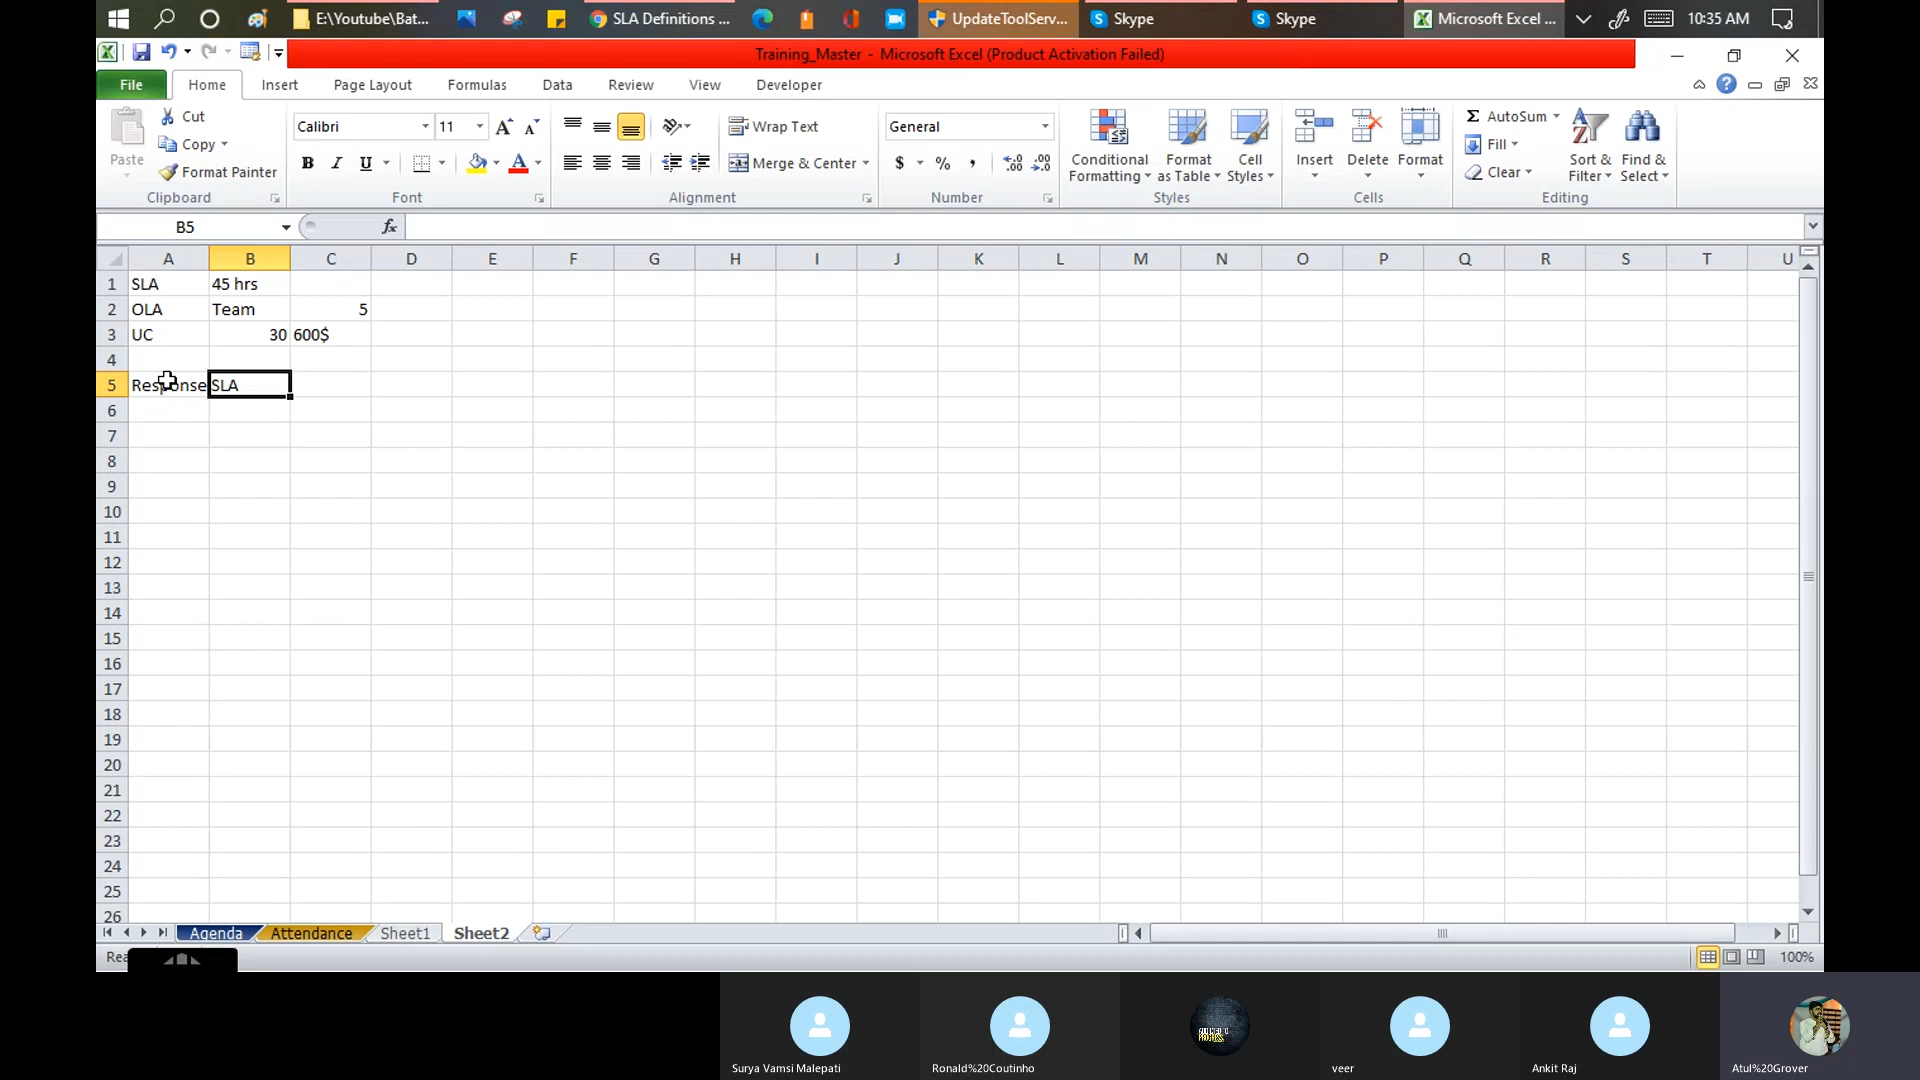 E:\Youtube\Bat...
SLA Definitions ...
UpdateToolServ...
Skype
Skype
Microsoft Excel ...
10:35 AM
Training_Master - Microsoft Excel (Product Activation Failed)
File
Home
Insert
Page Layout
Formulas
Data
Review
View
Developer
Paste
Cut
Copy
Format Painter
Clipboard
Calibri
11
B I U
Font
Wrap Text
Merge & Center
Alignment
General
$ % ,
Number
Conditional
Formatting
Format
as Table
Cell
Styles
Styles
Insert
Delete
Format
Cells
Σ AutoSum
Fill
Clear
Sort &
Filter
Find &
Select
Editing
B5
fx
A B C D E F G H I J K L M N O P Q R S T U
1 SLA 45 hrs
2 OLA Team 5
3 UC 30 600$
4
5 Response SLA
6
7
8
9
10
11
12
13
14
15
16
17
18
19
20
21
22
23
24
25
26
Agenda
Attendance
Sheet1
Sheet2
Rea
100%
Surya Vamsi Malepati
Ronald%20Coutinho
veer
Ankit Raj
Atul%20Grover